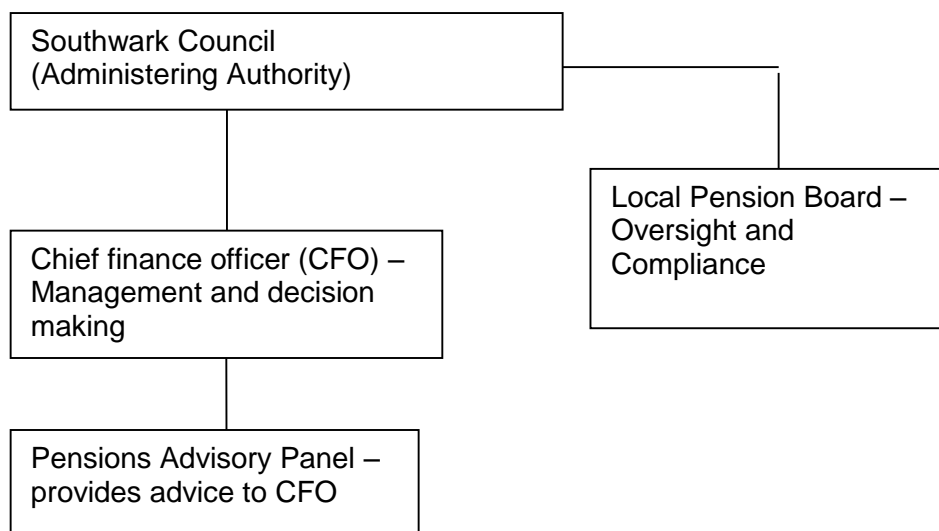 Southwark Council
(Administering Authority)
Local Pension Board –
Oversight and
Compliance
Chief finance officer (CFO) –
Management and decision
making
Pensions Advisory Panel –
provides advice to CFO